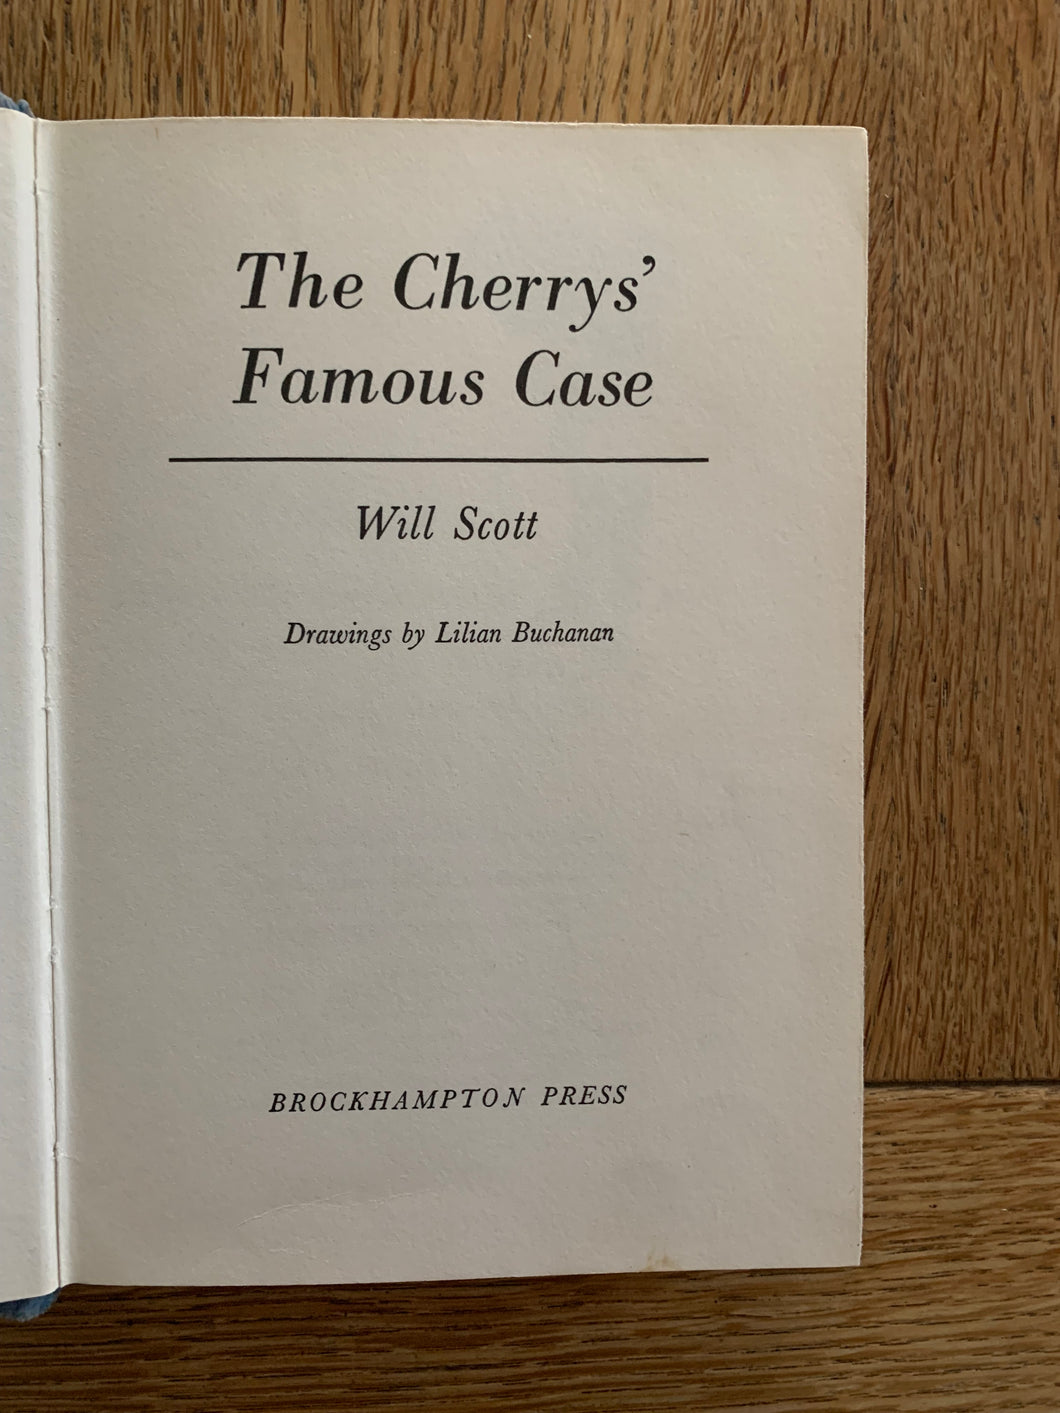 The Cherrys’
Famous Case
Will Scott
Drawings by Lilian Buchanan
BROCKHAMPTON PRESS